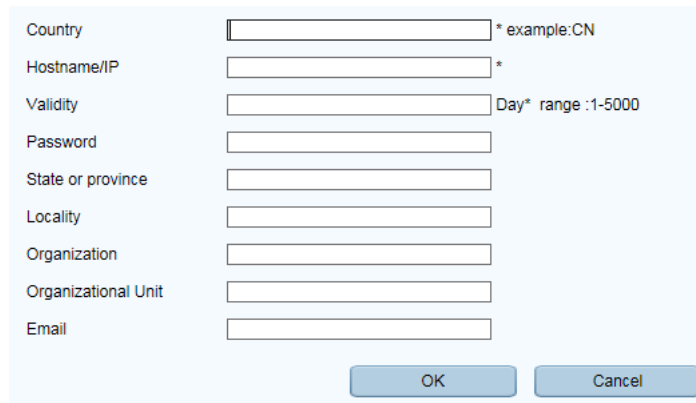 Country * example:CN
Hostname/IP *
Validity Day* range :1-5000
Password
State or province
Locality
Organization
Organizational Unit
Email
OK Cancel